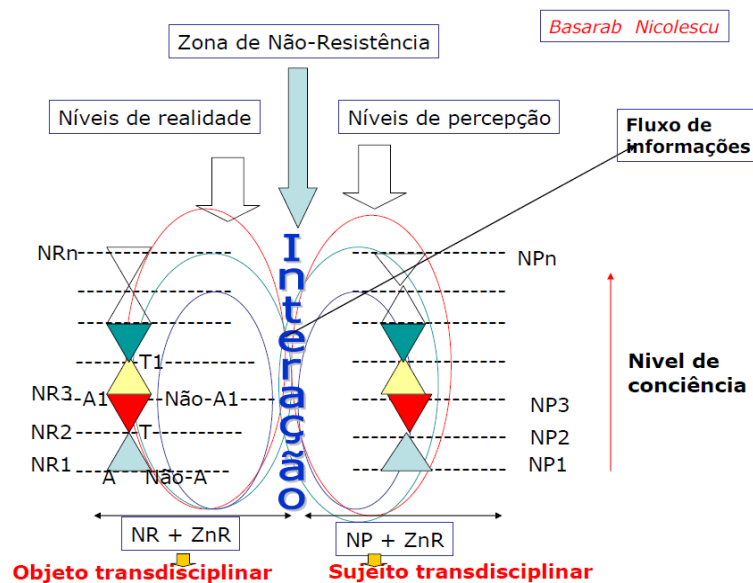 Zona de Não-Resistência
Basarab Nicolescu
Níveis de realidade
Níveis de percepção
Fluxo de
informações
Interação
NRn
NPn
T1
NR3
A1
Não-A1
NP3
NR2
T
NP2
NR1
A
Não-A
NP1
Nivel de
conciência
NR + ZnR
NP + ZnR
Objeto transdisciplinar
Sujeito transdisciplinar